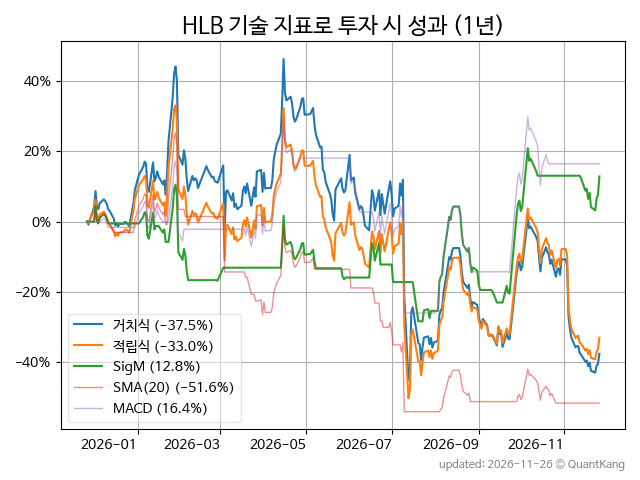 HLB 기술 지표로 투자 시 성과 (1년)
40%
20%
0%
−20%
−40%
거치식 (−37.5%)
적립식 (−33.0%)
SigM (12.8%)
SMA(20) (−51.6%)
MACD (16.4%)
2026-01 2026-03 2026-05 2026-07 2026-09 2026-11
updated: 2026-11-26 © QuantKang